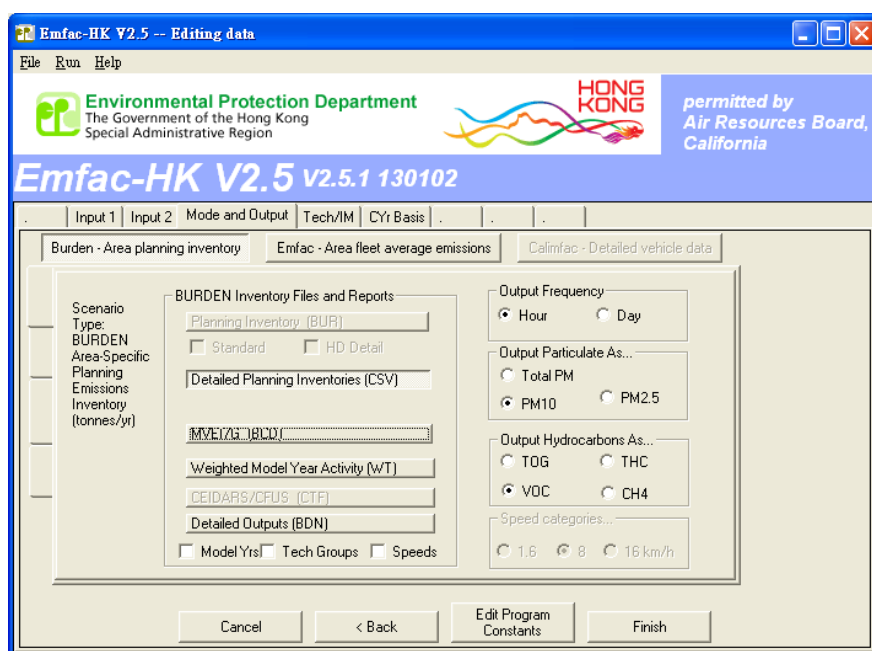 Emfac-HK V2.5 -- Editing data
File Run Help
Environmental Protection Department
The Government of the Hong Kong
Special Administrative Region
HONG
KONG
permitted by
Air Resources Board,
California
Emfac-HK V2.5 V2.5.1 130102
. Input 1 Input 2 Mode and Output Tech/IM CYr Basis . . .
Burden - Area planning inventory Emfac - Area fleet average emissions Calimfac - Detailed vehicle data
Scenario
Type:
BURDEN
Area-Specific
Planning
Emissions
Inventory
(tonnes/yr)
BURDEN Inventory Files and Reports
Planning Inventory (BUR)
Standard HD Detail
Detailed Planning Inventories (CSV)
MVEI7G (BCD)
Weighted Model Year Activity (WT)
CEIDARS/CFUS (CTF)
Detailed Outputs (BDN)
Model Yrs Tech Groups Speeds
Output Frequency
Hour Day
Output Particulate As...
Total PM
PM10 PM2.5
Output Hydrocarbons As...
TOG THC
VOC CH4
Speed categories...
1.6 8 16 km/h
Cancel < Back Edit Program Constants Finish